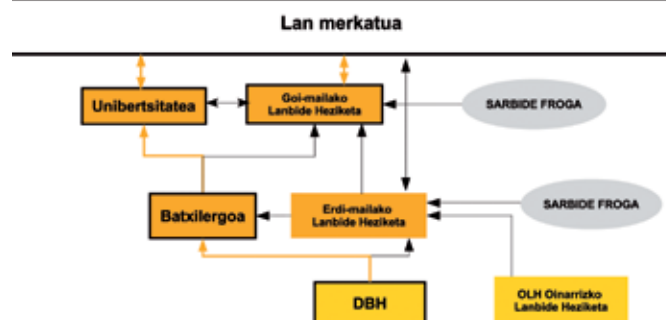 Lan merkatua
Unibertsitatea
Goi-mailako
Lanbide Heziketa
SARBIDE FROGA
Batxilergoa
Erdi-mailako
Lanbide Heziketa
SARBIDE FROGA
DBH
OLH Oinarrizko
Lanbide Heziketa